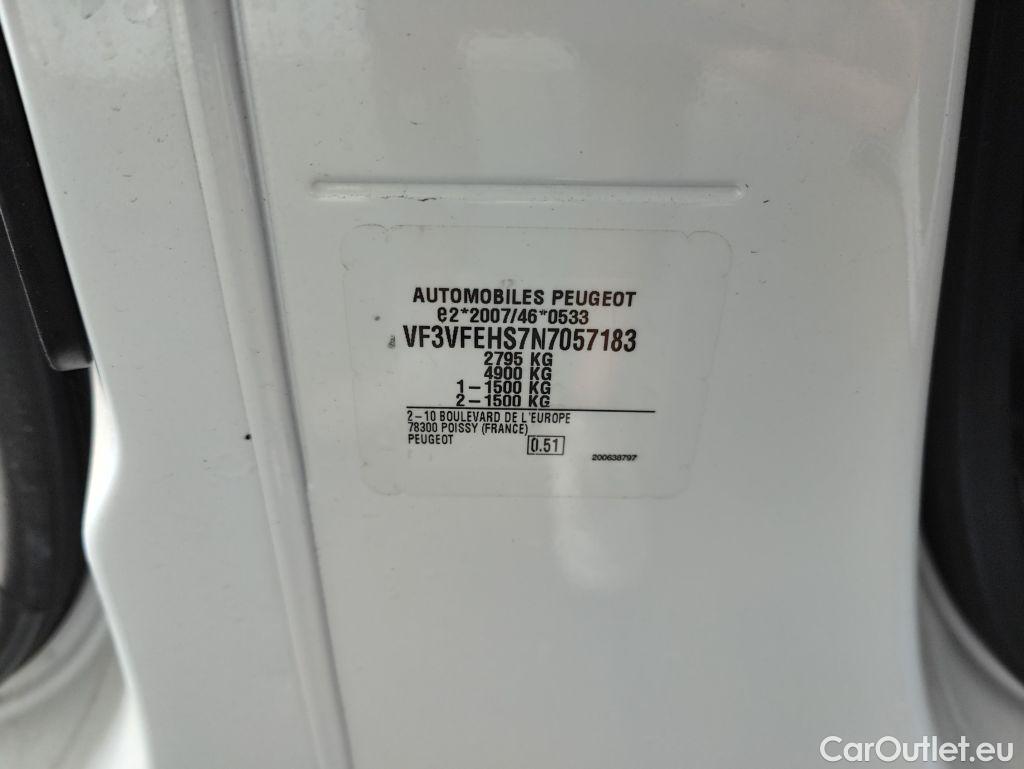 AUTOMOBILES PEUGEOT
e2*2007/46*0533
VF3VFEHS7N7057183
2795 KG
4900 KG
1-1500 KG
2-1500 KG
2-10 BOULEVARD DE L'EUROPE
78300 POISSY (FRANCE)
PEUGEOT 0.51
200638797
CarOutlet.eu